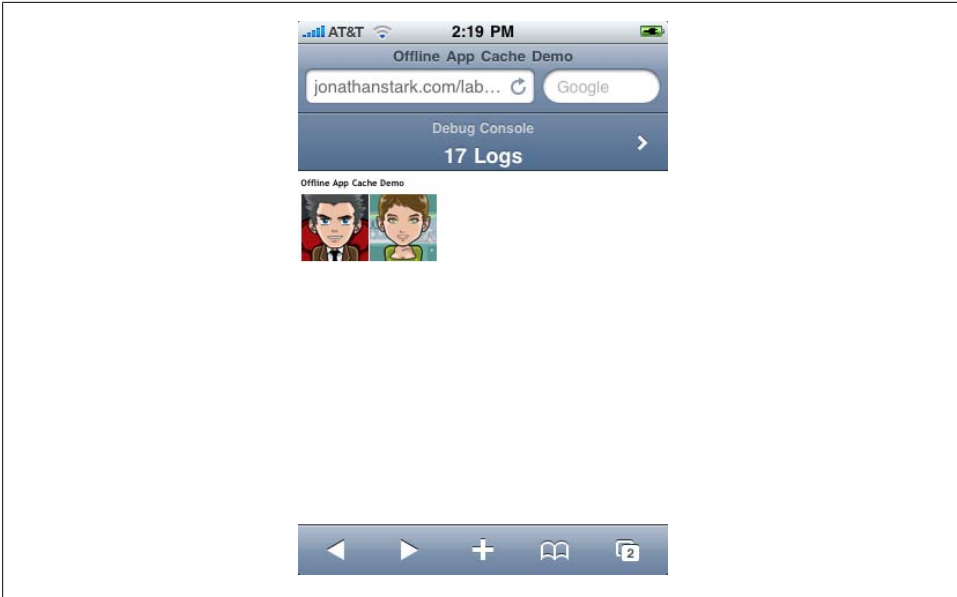 AT&T 2:19 PM
Offline App Cache Demo
jonathanstark.com/lab... Google
Debug Console
17 Logs
Offline App Cache Demo
2